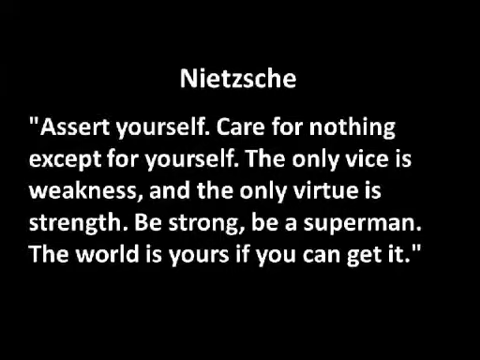 Nietzsche
"Assert yourself. Care for nothing
except for yourself. The only vice is
weakness, and the only virtue is
strength. Be strong, be a superman.
The world is yours if you can get it."